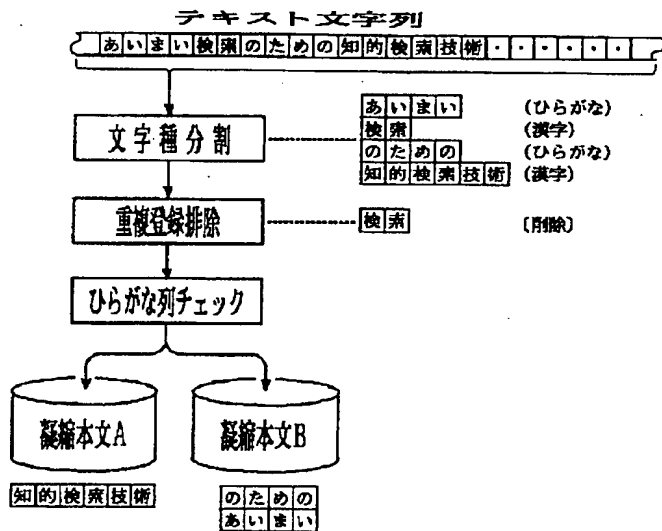 テキスト文字列
あいまい検索のための知的検索技術・・・・・・
文字種分割
あいまい (ひらがな)
検索 (漢字)
のための (ひらがな)
知的検索技術 (漢字)
重複登録排除
検索 〔削除〕
ひらがな列チェック
凝縮本文A
凝縮本文B
知的検索技術
のための
あいまい